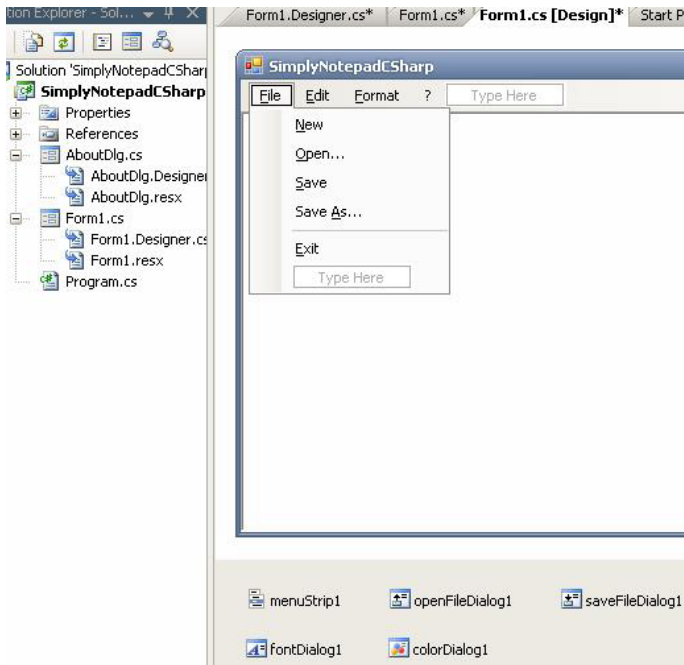 tion Explorer - Sol...
Form1.Designer.cs* Form1.cs* Form1.cs [Design]* Start P
Solution 'SimplyNotepadCSharp
SimplyNotepadCSharp
Properties
References
AboutDlg.cs
AboutDlg.Designer
AboutDlg.resx
Form1.cs
Form1.Designer.cs
Form1.resx
Program.cs
SimplyNotepadCSharp
File Edit Format ? Type Here
New
Open...
Save
Save As...
Exit
Type Here
menuStrip1 openFileDialog1 saveFileDialog1
fontDialog1 colorDialog1